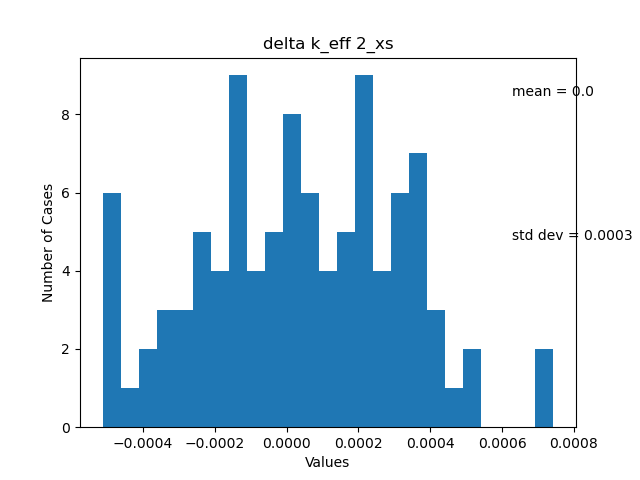 delta k_eff 2_xs
mean = 0.0
std dev = 0.0003
Number of Cases
8
6
4
2
0
−0.0004 −0.0002 0.0000 0.0002 0.0004 0.0006 0.0008
Values